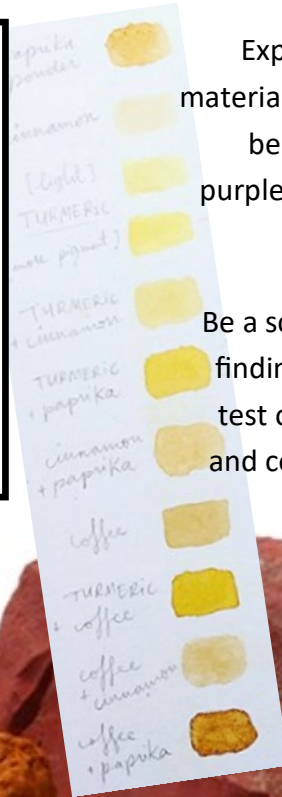 paprika
powder
cinnamon
[light]
TURMERIC
more pigment]
TURMERIC
+ cinnamon
TURMERIC
+ paprika
cinnamon
+ paprika
coffee
TURMERIC
+ coffee
coffee
+ cinnamon
coffee
+ paprika
Exp
material
be
purple
Be a sc
findin
test c
and co